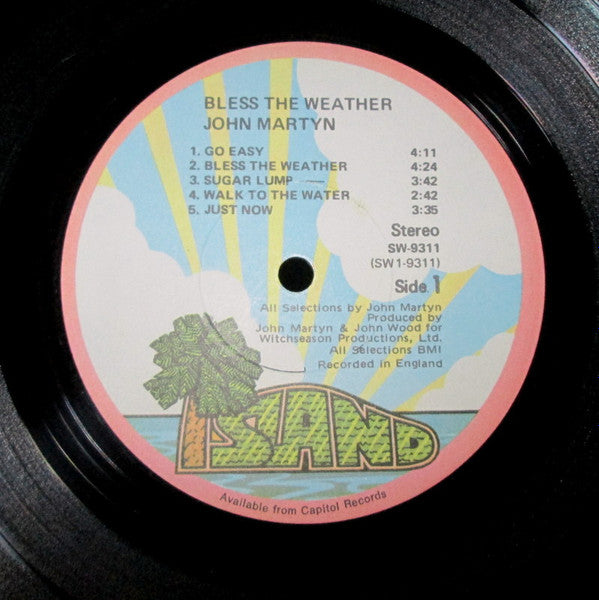 BLESS THE WEATHER
JOHN MARTYN
1. GO EASY 4:11
2. BLESS THE WEATHER 4:24
3. SUGAR LUMP 3:42
4. WALK TO THE WATER 2:42
5. JUST NOW 3:35
Stereo
SW-9311
(SW1-9311)
Side 1
All Selections by John Martyn
Produced by
John Martyn & John Wood for
Witchseason Productions, Ltd.
All Selections BMI
Recorded in England
ISLAND
Available from Capitol Records